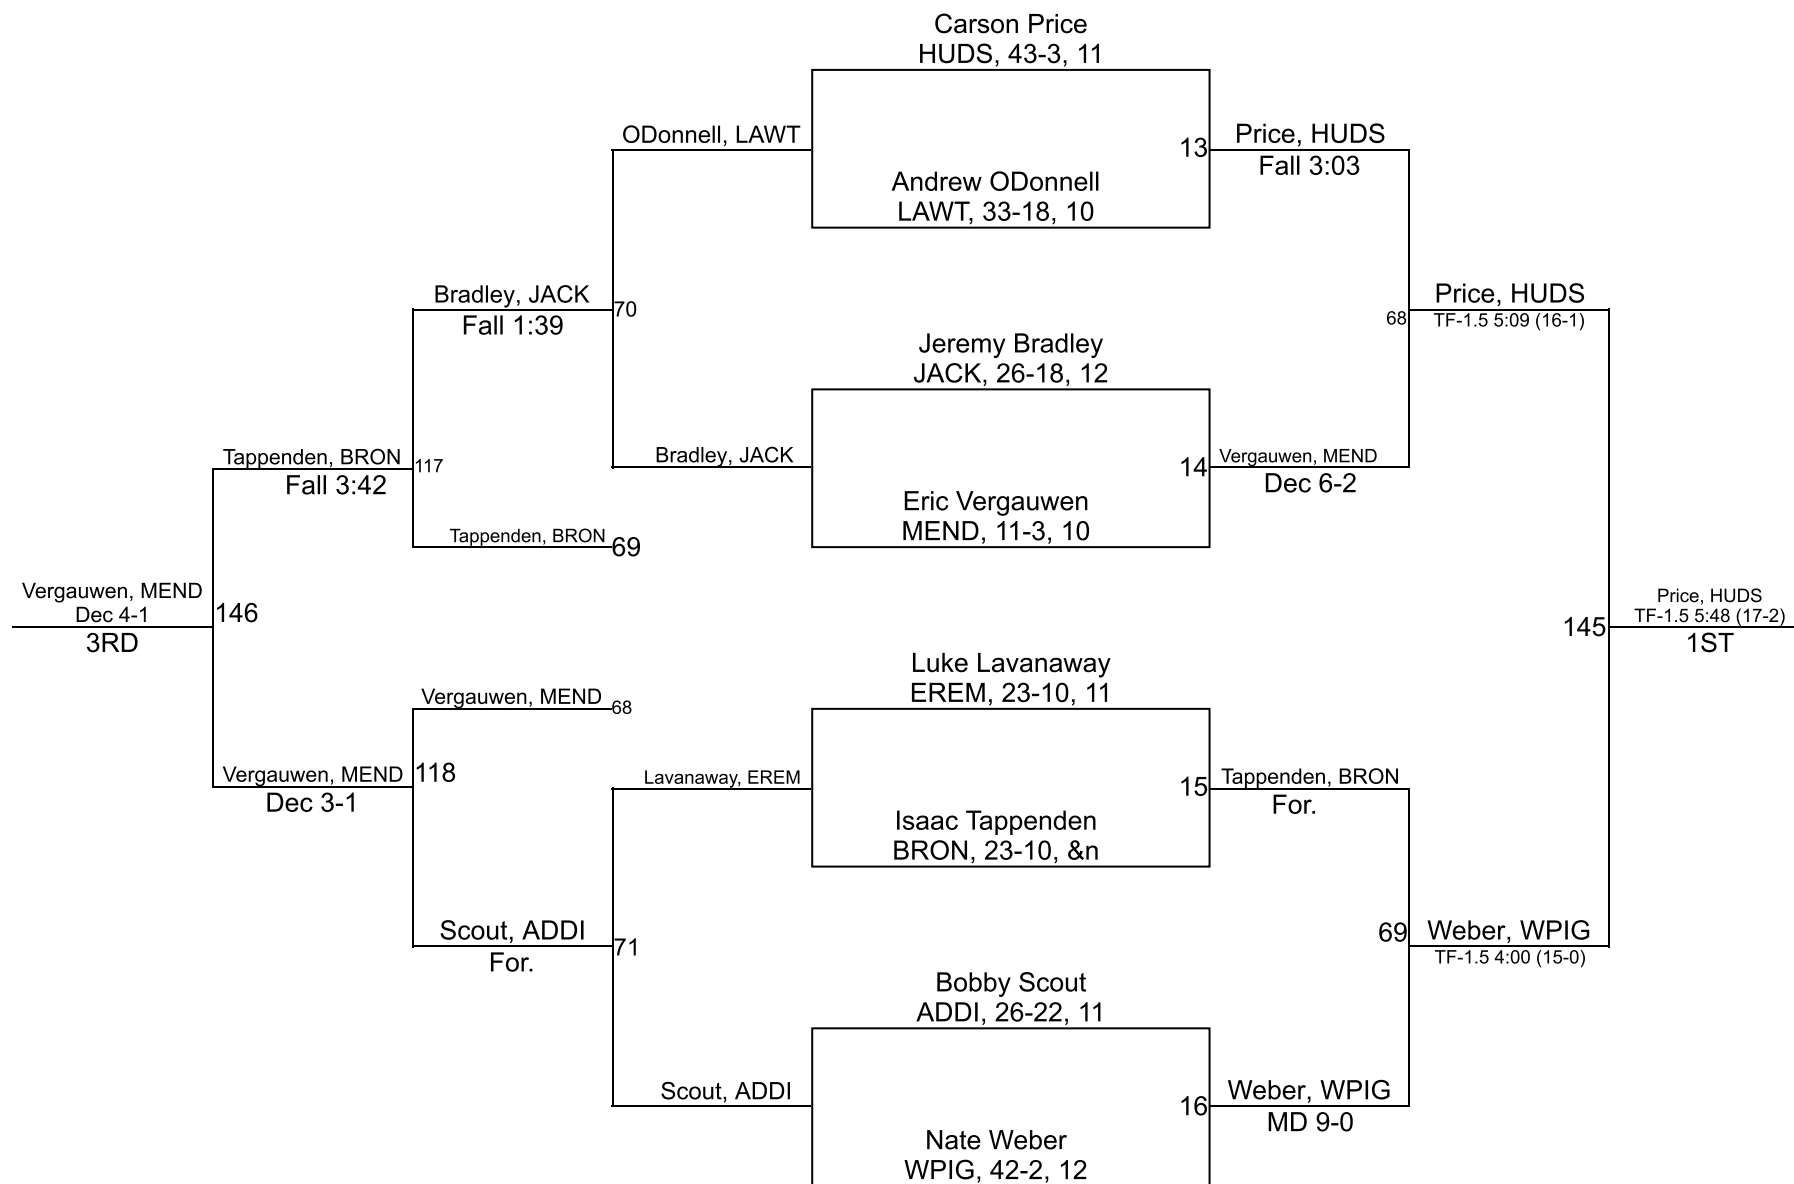 Carson Price
HUDS, 43-3, 11
ODonnell, LAWT
13
Price, HUDS
Fall 3:03
Andrew ODonnell
LAWT, 33-18, 10
Bradley, JACK
Fall 1:39
70
68
Price, HUDS
TF-1.5 5:09 (16-1)
Jeremy Bradley
JACK, 26-18, 12
Tappenden, BRON
Fall 3:42
117
Bradley, JACK
14
Vergauwen, MEND
Dec 6-2
Eric Vergauwen
MEND, 11-3, 10
Tappenden, BRON
69
Vergauwen, MEND
Dec 4-1
3RD
146
145
Price, HUDS
TF-1.5 5:48 (17-2)
1ST
Luke Lavanaway
EREM, 23-10, 11
Vergauwen, MEND
68
Vergauwen, MEND
Dec 3-1
118
Lavanaway, EREM
15
Tappenden, BRON
For.
Isaac Tappenden
BRON, 23-10, &n
Scout, ADDI
For.
71
69
Weber, WPIG
TF-1.5 4:00 (15-0)
Bobby Scout
ADDI, 26-22, 11
Scout, ADDI
16
Weber, WPIG
MD 9-0
Nate Weber
WPIG, 42-2, 12